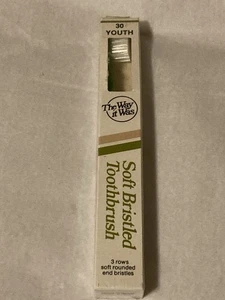 30
YOUTH
The Way
it Was
Soft Bristled
Toothbrush
3 rows
soft rounded
end bristles